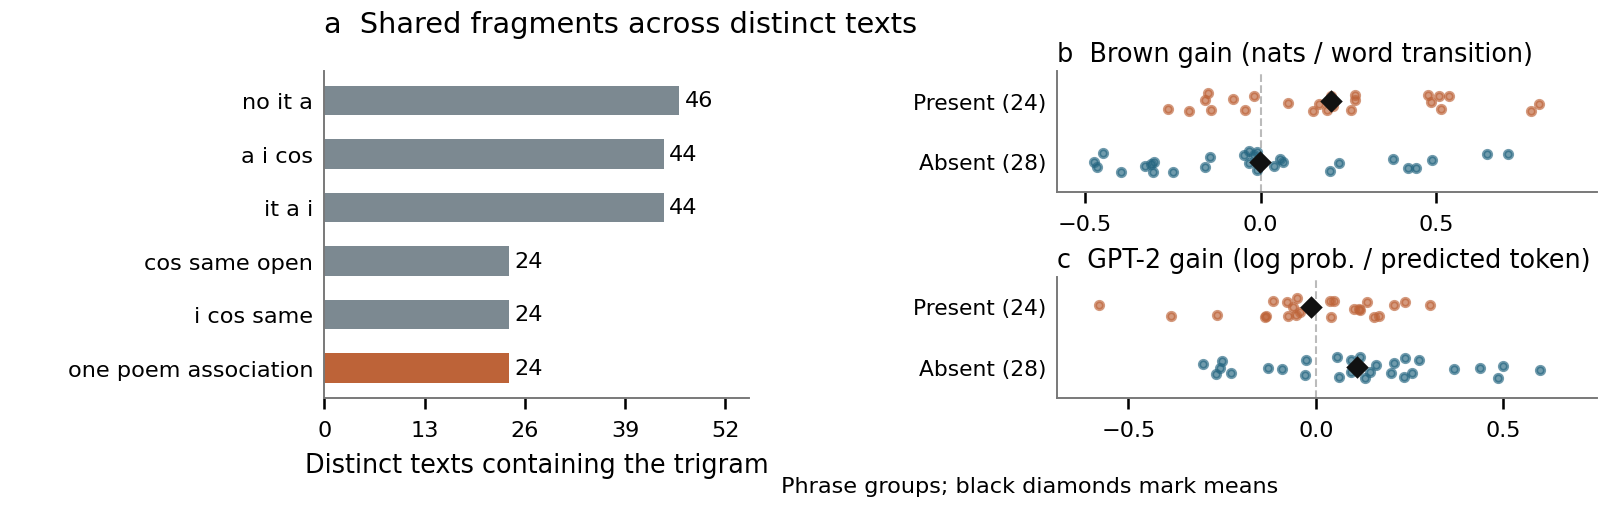 a  Shared fragments across distinct texts
no it a
46
a i cos
44
it a i
44
cos same open
24
i cos same
24
one poem association
24
0 13 26 39 52
Distinct texts containing the trigram
b  Brown gain (nats / word transition)
Present (24)
Absent (28)
−0.5 0.0 0.5
c  GPT-2 gain (log prob. / predicted token)
Present (24)
Absent (28)
−0.5 0.0 0.5
Phrase groups; black diamonds mark means